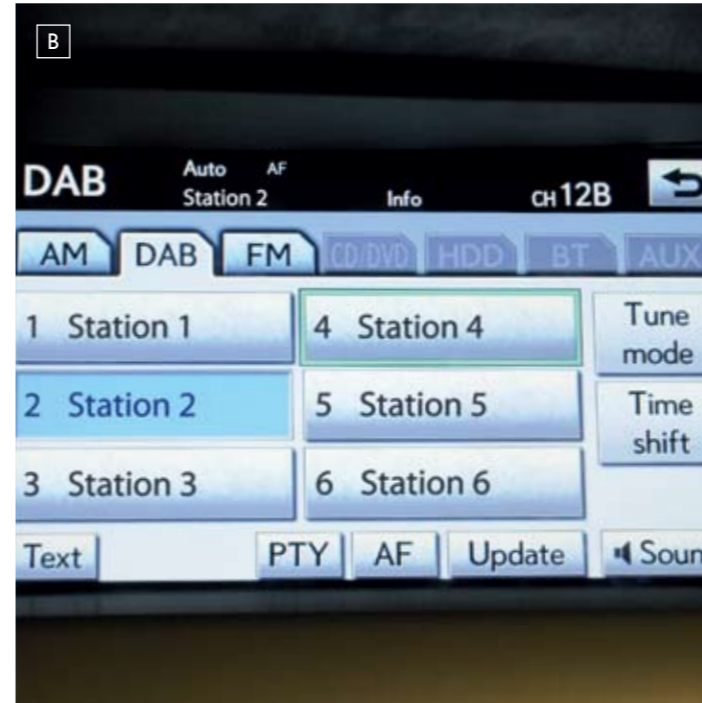 B
DAB Auto AF
Station 2 Info CH 12B
AM DAB FM CD/DVD HDD BT AUX
1 Station 1 4 Station 4 Tune
mode
2 Station 2 5 Station 5 Time
shift
3 Station 3 6 Station 6
Text PTY AF Update Soun